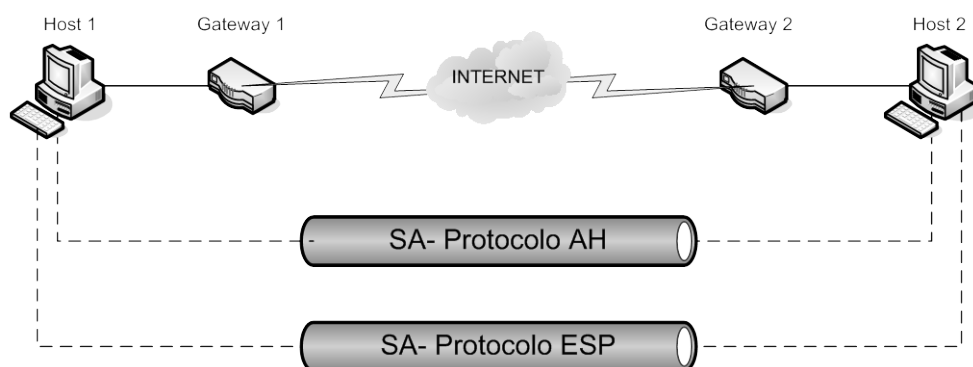 Host 1
Gateway 1
Gateway 2
Host 2
INTERNET
SA- Protocolo AH
SA- Protocolo ESP